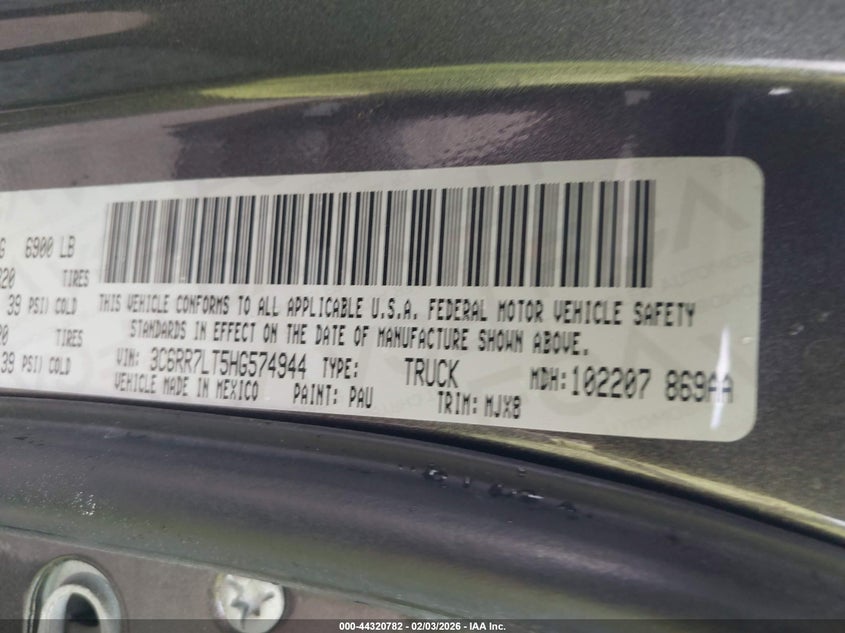 G 6900 LB
20 TIRES
39 PSI) COLD
0 TIRES
39 PSI) COLD
THIS VEHICLE CONFORMS TO ALL APPLICABLE U.S.A. FEDERAL MOTOR VEHICLE SAFETY
STANDARDS IN EFFECT ON THE DATE OF MANUFACTURE SHOWN ABOVE.
VIN: 3C6RR7LT5HG574944 TYPE: TRUCK MDH: 102207 869AA
VEHICLE MADE IN MEXICO PAINT: PAU TRIM: MJX8
000-44320782 - 02/03/2026 - IAA Inc.